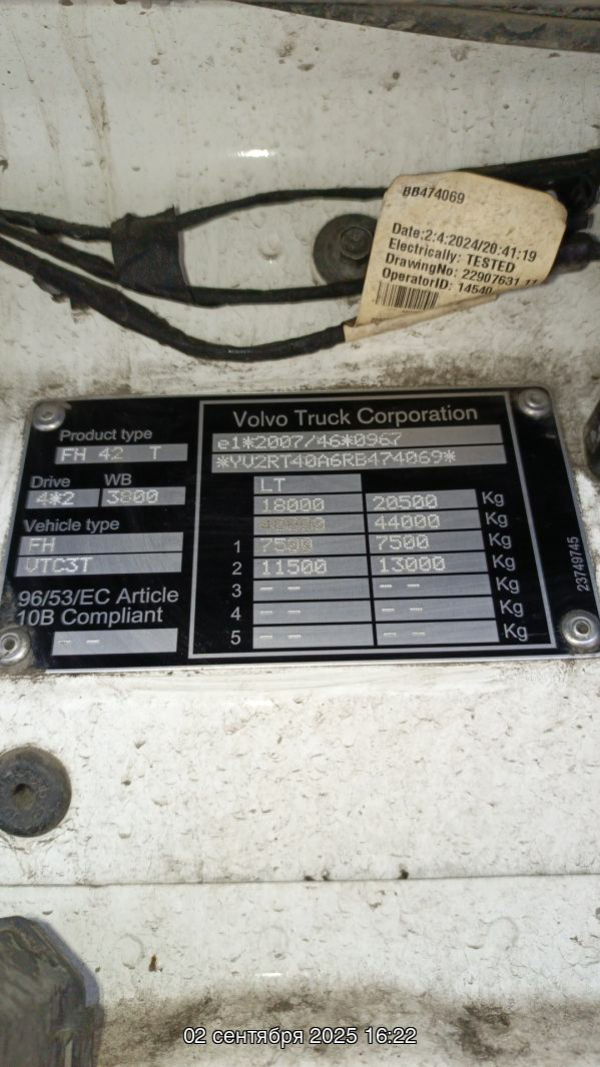 BB474069
Date:2:4:2024/20:41:19
Electrically: TESTED
DrawingNo: 22907631
OperatorID: 14540
Volvo Truck Corporation
Product type
FH 42 T
e1*2007/46*0967
*YV2RT40A6RB474069*
Drive WB
4*2 3800
LT
18000 20500 Kg
44000 Kg
Vehicle type
FH
VTC3T
1 7500 7500 Kg
2 11500 13000 Kg
3 -- -- Kg
4 -- -- Kg
5 -- -- Kg
96/53/EC Article
10B Compliant
-- --
23749745
02 сентября 2025 16:22